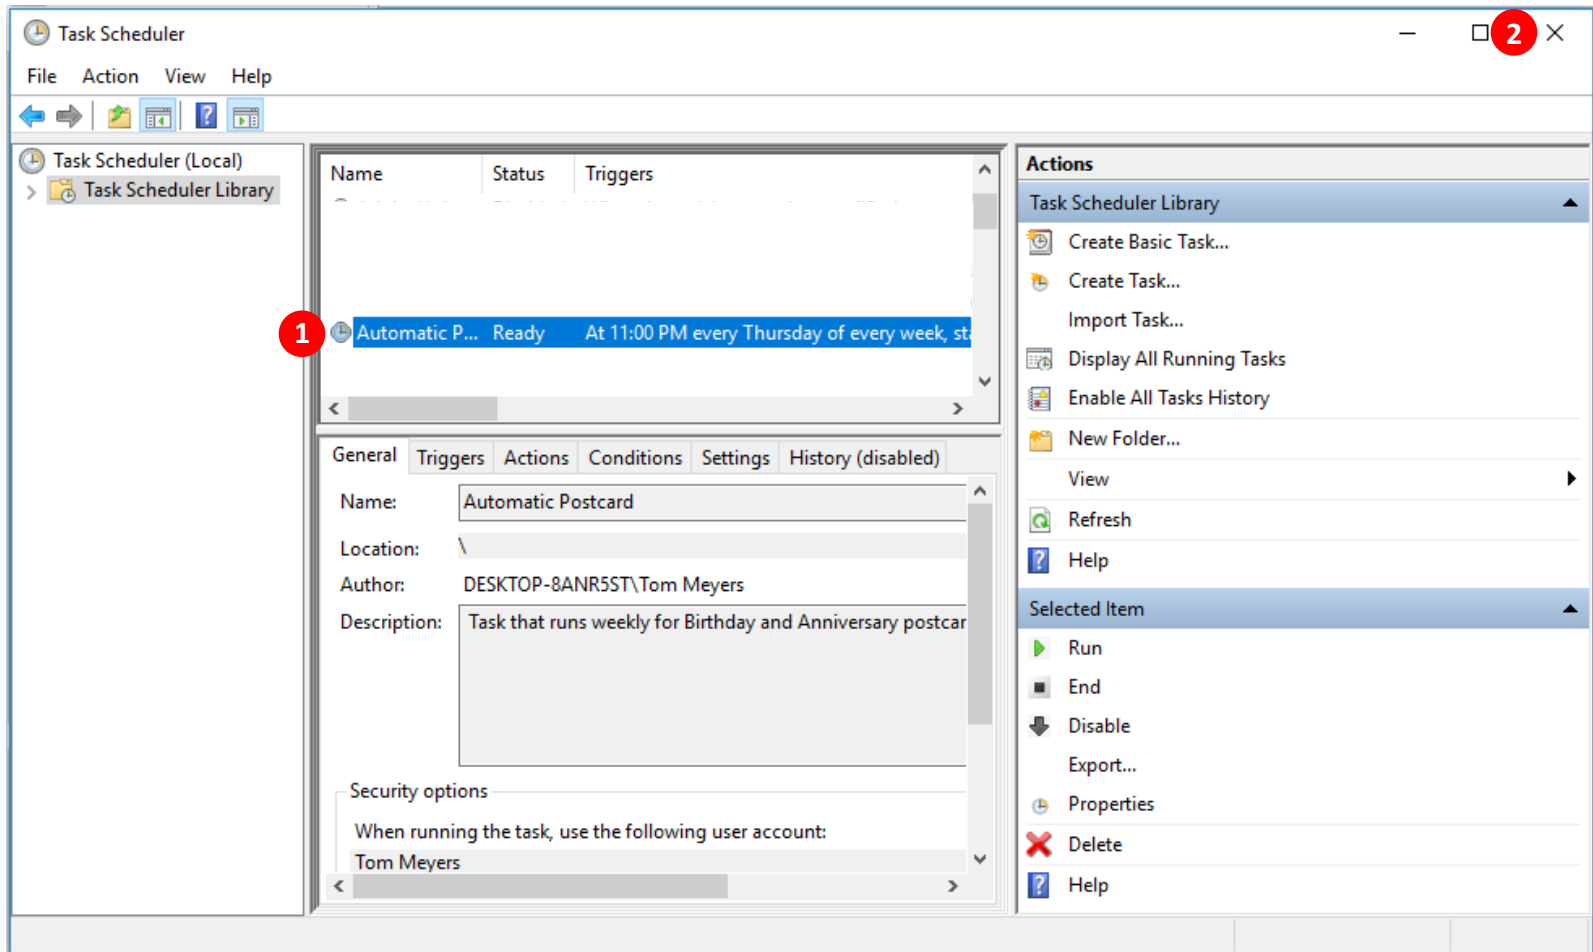 Task Scheduler
2
File Action View Help
Task Scheduler (Local)
Task Scheduler Library
Name Status Triggers
1
Automatic P... Ready At 11:00 PM every Thursday of every week, sta
General Triggers Actions Conditions Settings History (disabled)
Name: Automatic Postcard
Location: \
Author: DESKTOP-8ANR5ST\Tom Meyers
Description: Task that runs weekly for Birthday and Anniversary postcar
Security options
When running the task, use the following user account:
Tom Meyers
Actions
Task Scheduler Library
Create Basic Task...
Create Task...
Import Task...
Display All Running Tasks
Enable All Tasks History
New Folder...
View
Refresh
? Help
Selected Item
Run
End
Disable
Export...
Properties
Delete
? Help